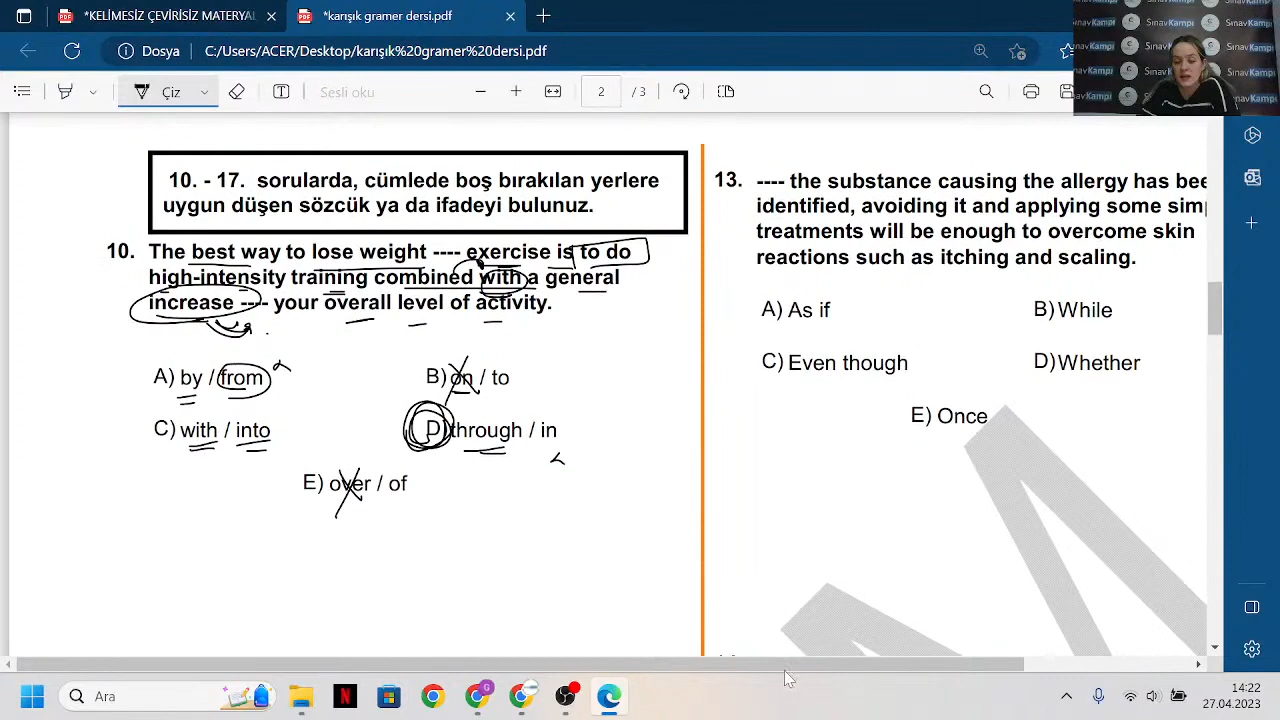 *KELİMESİZ ÇEVİRİSİZ MATERYAL
*karışık gramer dersi.pdf
Dosya
C:/Users/ACER/Desktop/karışık%20gramer%20dersi.pdf
Çiz
Sesli oku
2
/3
SınavKampı
10. - 17. sorularda, cümlede boş bırakılan yerlere
uygun düşen sözcük ya da ifadeyi bulunuz.
10. The best way to lose weight ---- exercise is to do
high-intensity training combined with a general
increase ---- your overall level of activity.
A) by / from
B) on / to
C) with / into
D) through / in
E) over / of
13. ---- the substance causing the allergy has bee
identified, avoiding it and applying some sim
treatments will be enough to overcome skin
reactions such as itching and scaling.
A) As if
B) While
C) Even though
D) Whether
E) Once
Ara
14:22
27.04.2023